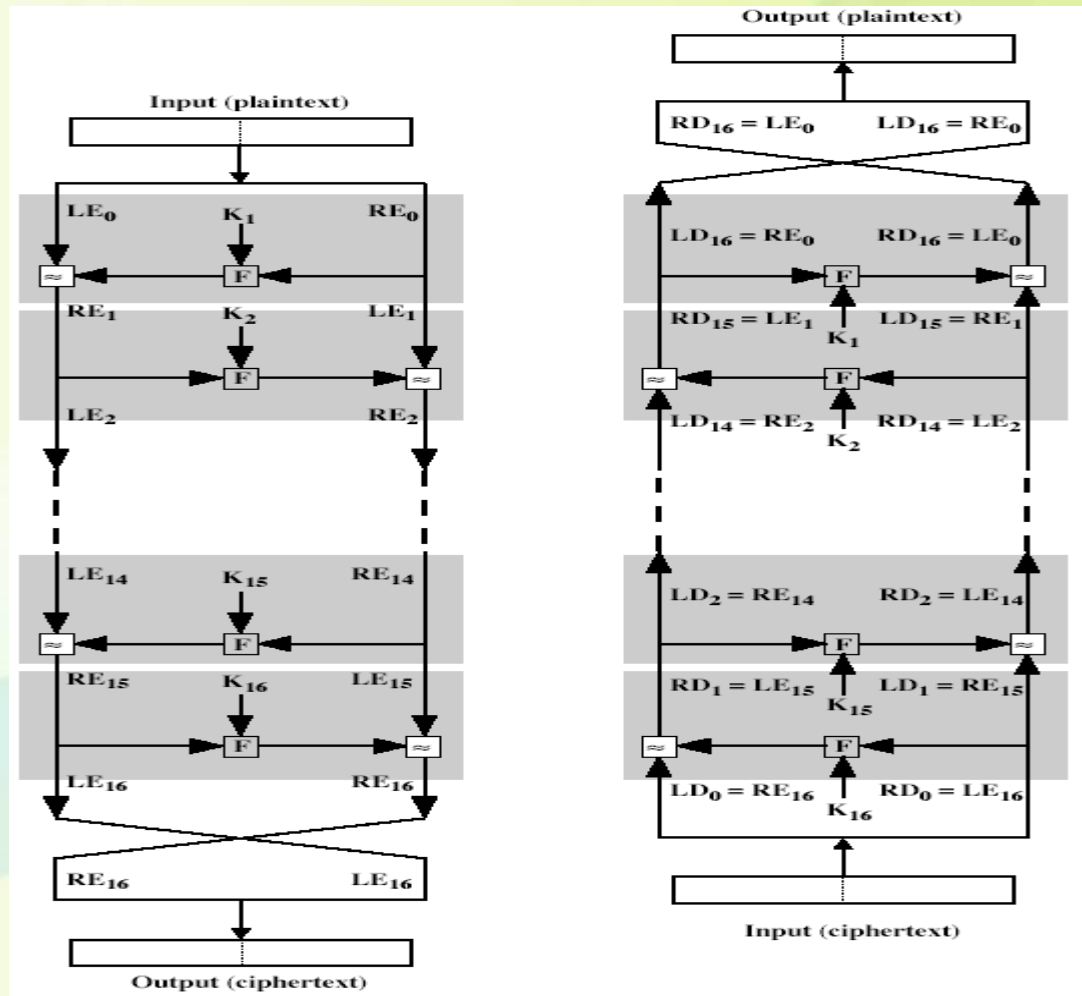 Input (plaintext)
LE₀ K₁ RE₀
≈ F
RE₁ K₂ LE₁
F ≈
LE₂ RE₂
LE₁₄ K₁₅ RE₁₄
≈ F
RE₁₅ K₁₆ LE₁₅
F ≈
LE₁₆ RE₁₆
RE₁₆ LE₁₆
Output (ciphertext)
Output (plaintext)
RD₁₆ = LE₀ LD₁₆ = RE₀
LD₁₆ = RE₀ RD₁₆ = LE₀
F ≈
RD₁₅ = LE₁ LD₁₅ = RE₁
K₁
≈ F
LD₁₄ = RE₂ RD₁₄ = LE₂
K₂
LD₂ = RE₁₄ RD₂ = LE₁₄
F ≈
RD₁ = LE₁₅ LD₁ = RE₁₅
K₁₅
≈ F
LD₀ = RE₁₆ RD₀ = LE₁₆
K₁₆
Input (ciphertext)